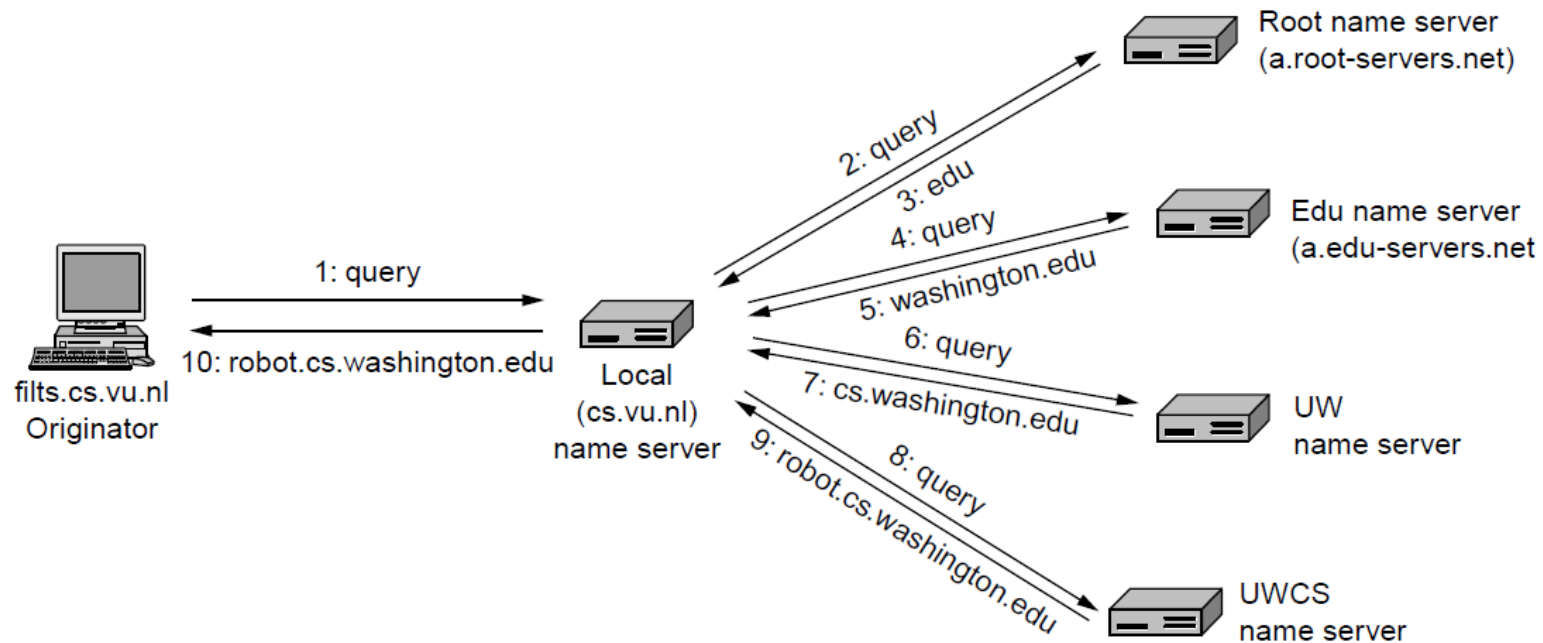 Root name server
(a.root-servers.net)
2: query
3: edu
Edu name server
(a.edu-servers.net
4: query
5: washington.edu
1: query
10: robot.cs.washington.edu
filts.cs.vu.nl
Originator
Local
(cs.vu.nl)
name server
6: query
7: cs.washington.edu
UW
name server
8: query
9: robot.cs.washington.edu
UWCS
name server